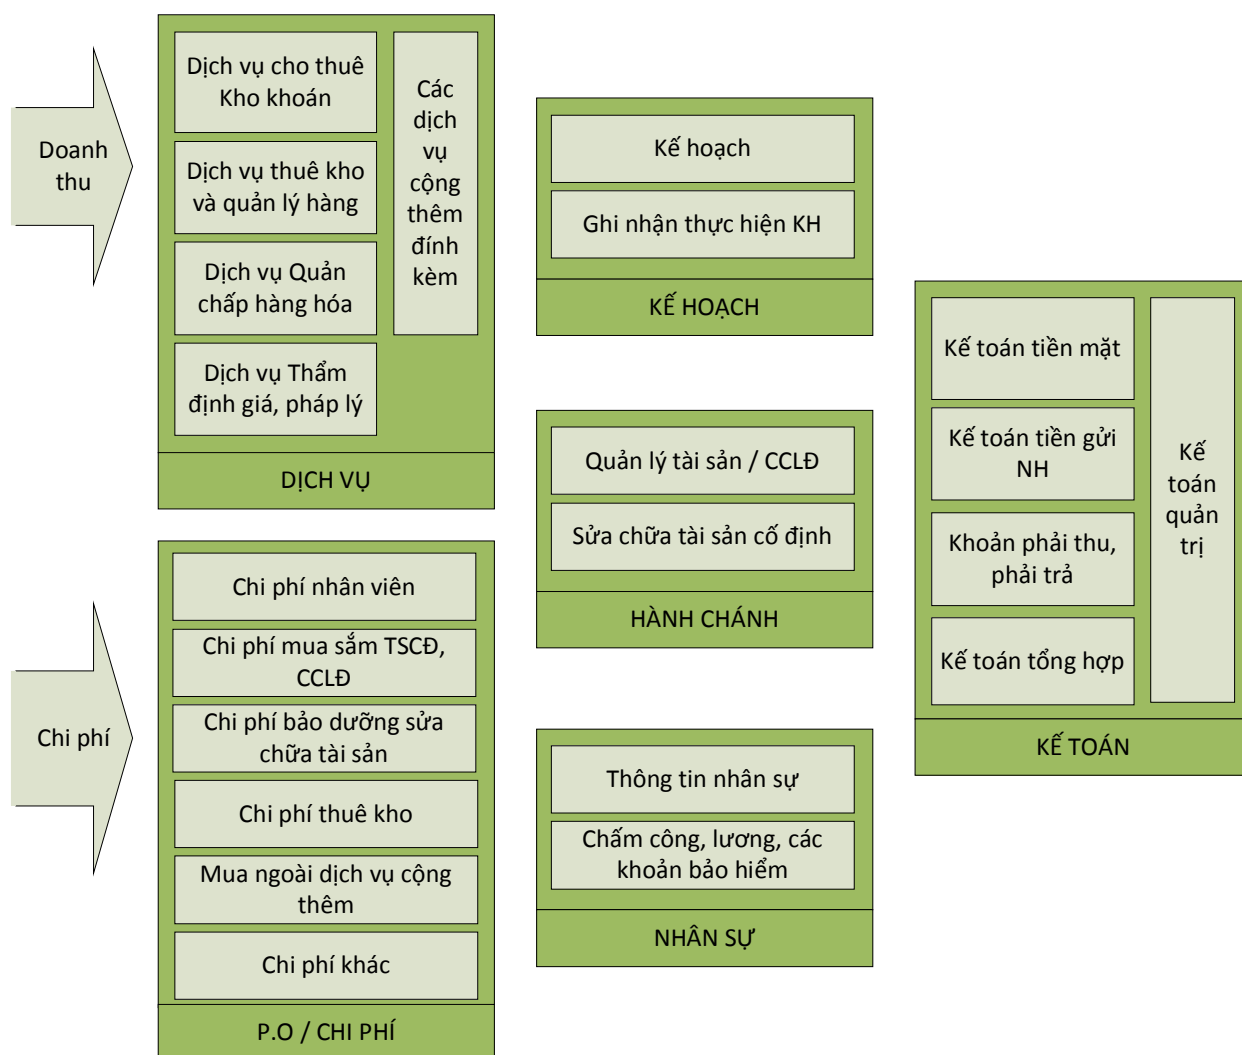 Doanh
thu
Dịch vụ cho thuê
Kho khoán
Dịch vụ thuê kho
và quản lý hàng
Dịch vụ Quản
chấp hàng hóa
Dịch vụ Thẩm
định giá, pháp lý
Các
dịch
vụ
cộng
thêm
đính
kèm
DỊCH VỤ
Chi phí
Chi phí nhân viên
Chi phí mua sắm TSCĐ,
CCLĐ
Chi phí bảo dưỡng sửa
chữa tài sản
Chi phí thuê kho
Mua ngoài dịch vụ cộng
thêm
Chi phí khác
P.O / CHI PHÍ
Kế hoạch
Ghi nhận thực hiện KH
KẾ HOẠCH
Quản lý tài sản / CCLĐ
Sửa chữa tài sản cố định
HÀNH CHÁNH
Thông tin nhân sự
Chấm công, lương, các
khoản bảo hiểm
NHÂN SỰ
Kế toán tiền mặt
Kế toán tiền gửi
NH
Khoản phải thu,
phải trả
Kế toán tổng hợp
Kế
toán
quản
trị
KẾ TOÁN